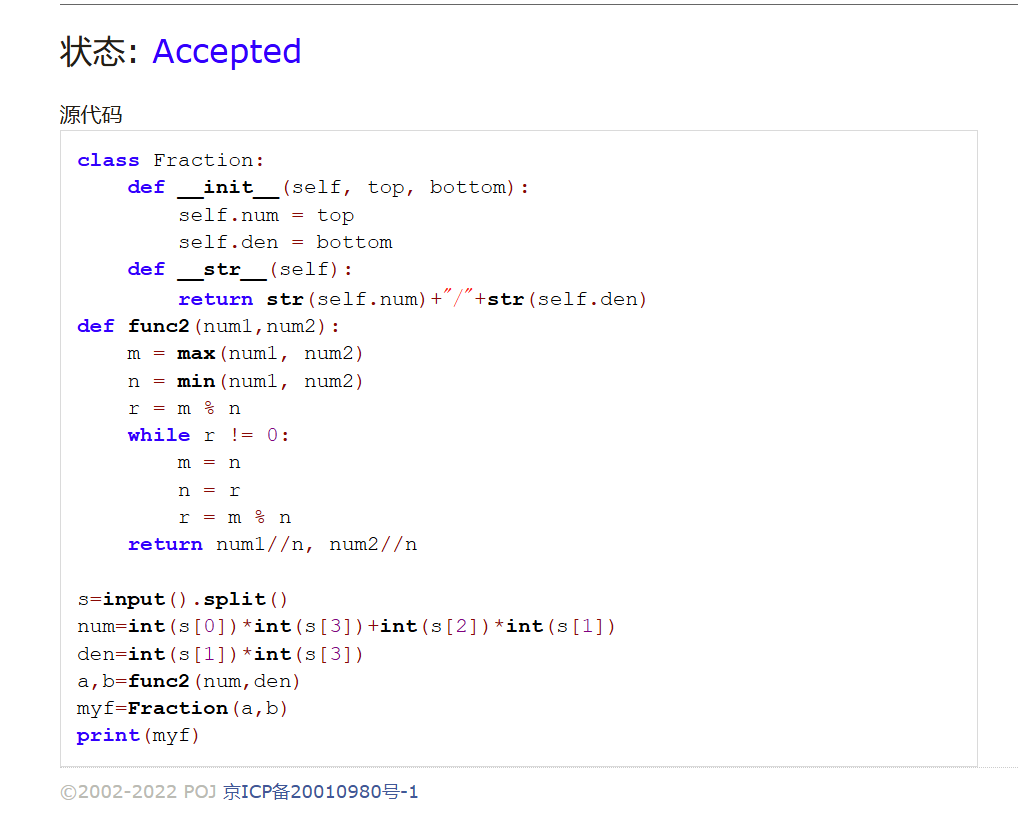 状态: Accepted
源代码
class Fraction:
    def __init__(self, top, bottom):
        self.num = top
        self.den = bottom
    def __str__(self):
        return str(self.num)+"/"+str(self.den)
def func2(num1,num2):
    m = max(num1, num2)
    n = min(num1, num2)
    r = m % n
    while r != 0:
        m = n
        n = r
        r = m % n
    return num1//n, num2//n
s=input().split()
num=int(s[0])*int(s[3])+int(s[2])*int(s[1])
den=int(s[1])*int(s[3])
a,b=func2(num,den)
myf=Fraction(a,b)
print(myf)
©2002-2022 POJ 京ICP备20010980号-1